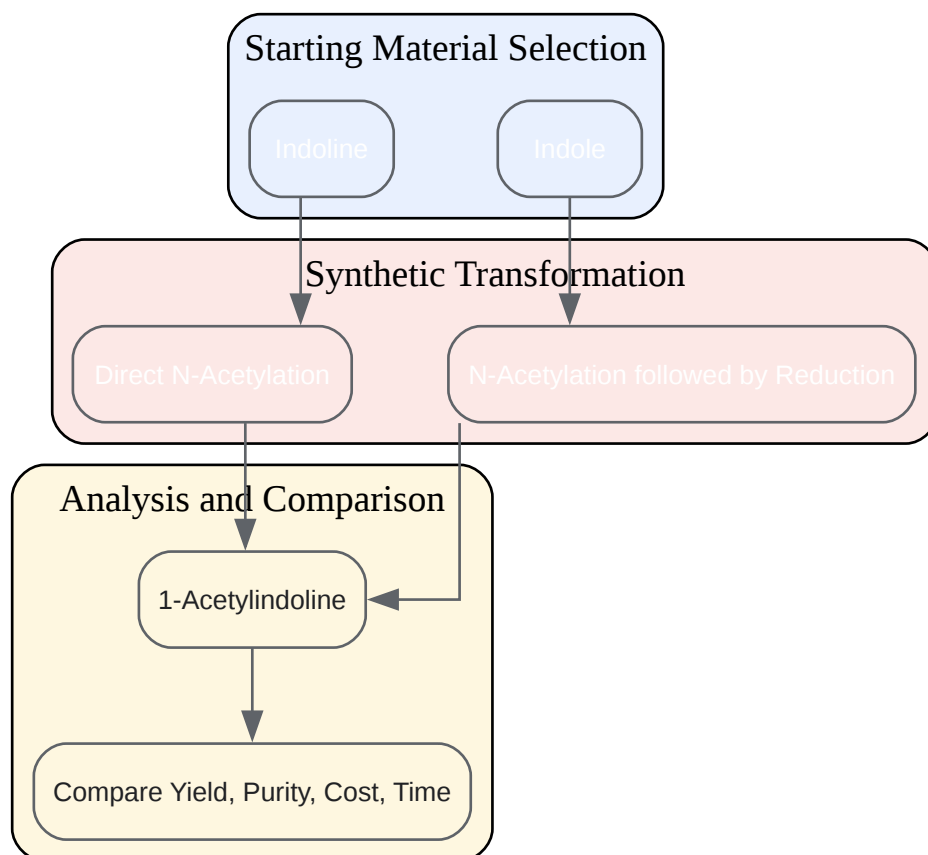 Starting Material Selection
Indoline
Indole
Synthetic Transformation
Direct N-Acetylation
N-Acetylation followed by Reduction
Analysis and Comparison
1-Acetylindoline
Compare Yield, Purity, Cost, Time